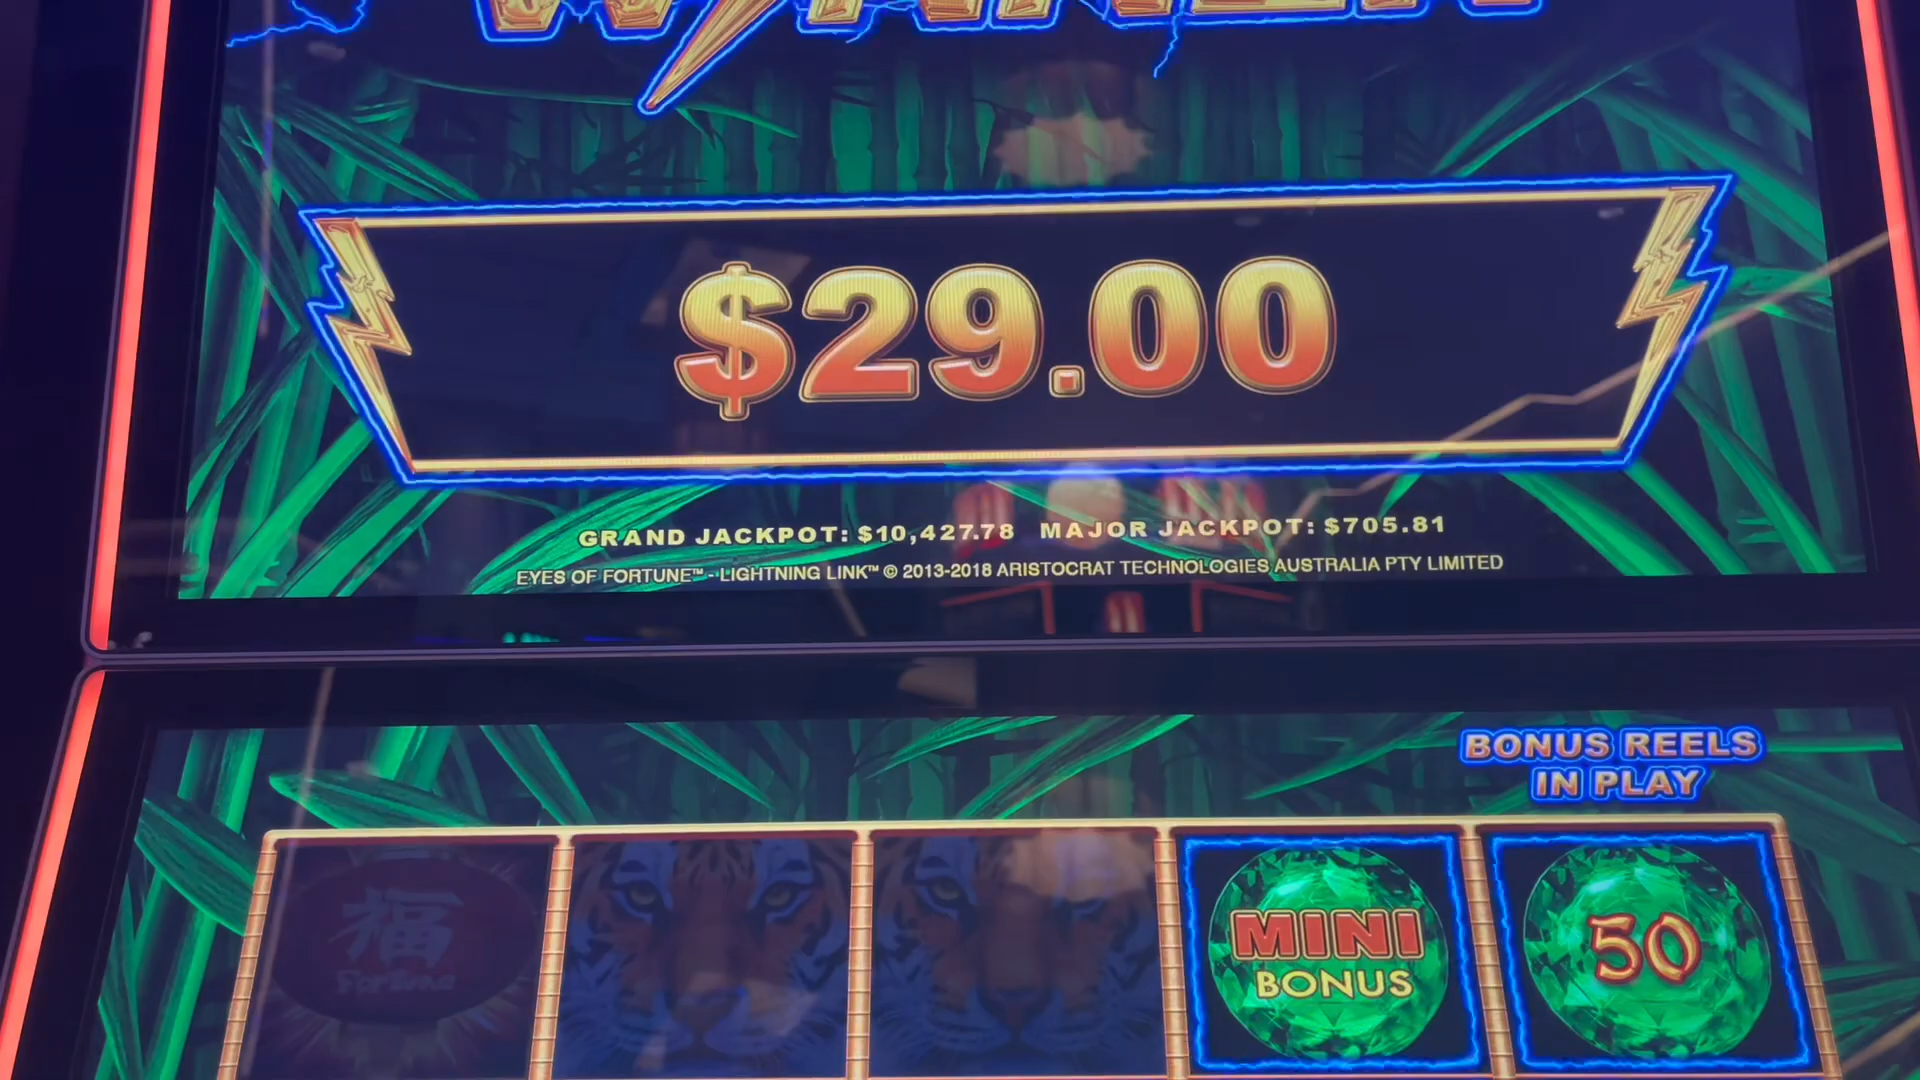 WINNER
$29.00
GRAND JACKPOT: $10,427.78 MAJOR JACKPOT: $705.81
EYES OF FORTUNE™ - LIGHTNING LINK™ © 2013-2018 ARISTOCRAT TECHNOLOGIES AUSTRALIA PTY LIMITED
BONUS REELS
IN PLAY
福
Fortune
MINI
BONUS
50